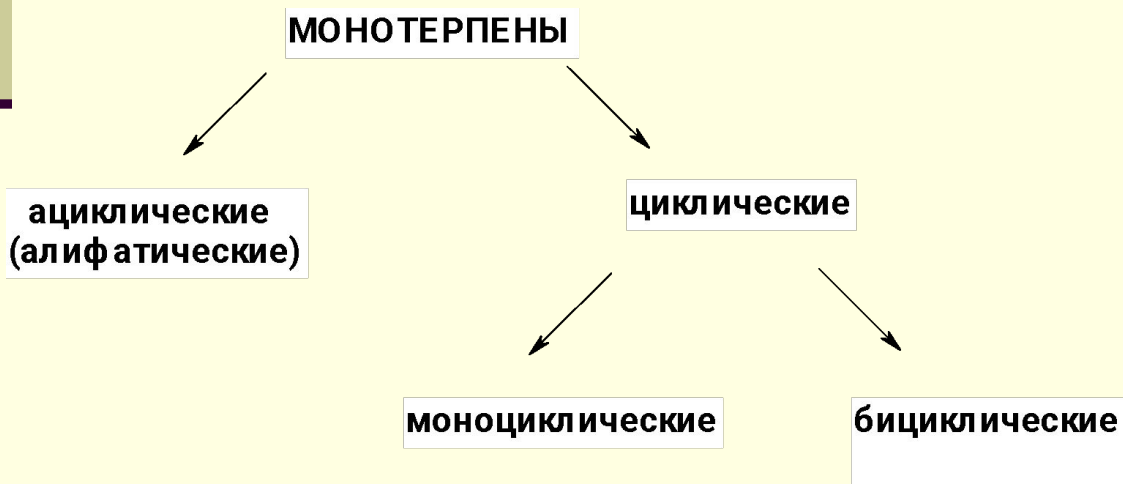 МОНОТЕРПЕНЫ
ациклические
(алифатические)
циклические
моноциклические
бициклические